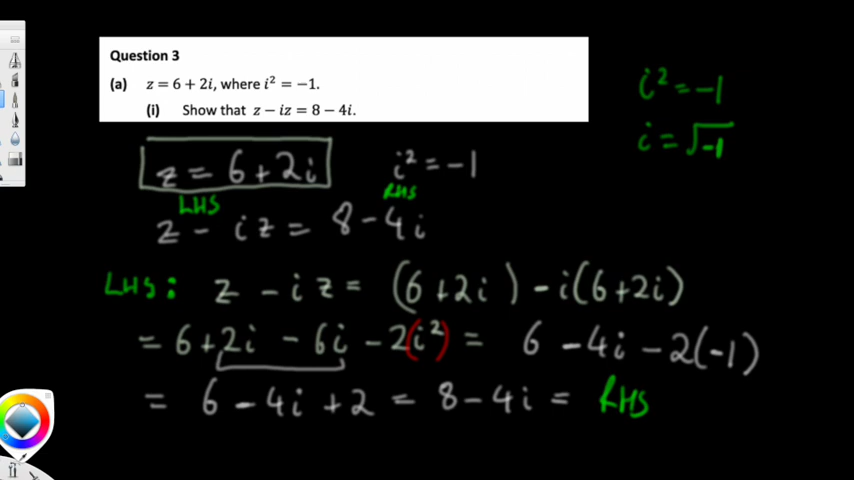 Question 3
(a) z = 6 + 2i, where i² = −1.
(i) Show that z − iz = 8 − 4i.
i² = −1
i = √−1
z = 6+2i i² = −1
LHS RHS
z − iz = 8 − 4i
LHS: z − iz = (6+2i) − i(6+2i)
= 6+2i − 6i − 2(i²) = 6 − 4i − 2(−1)
= 6 − 4i + 2 = 8 − 4i = RHS